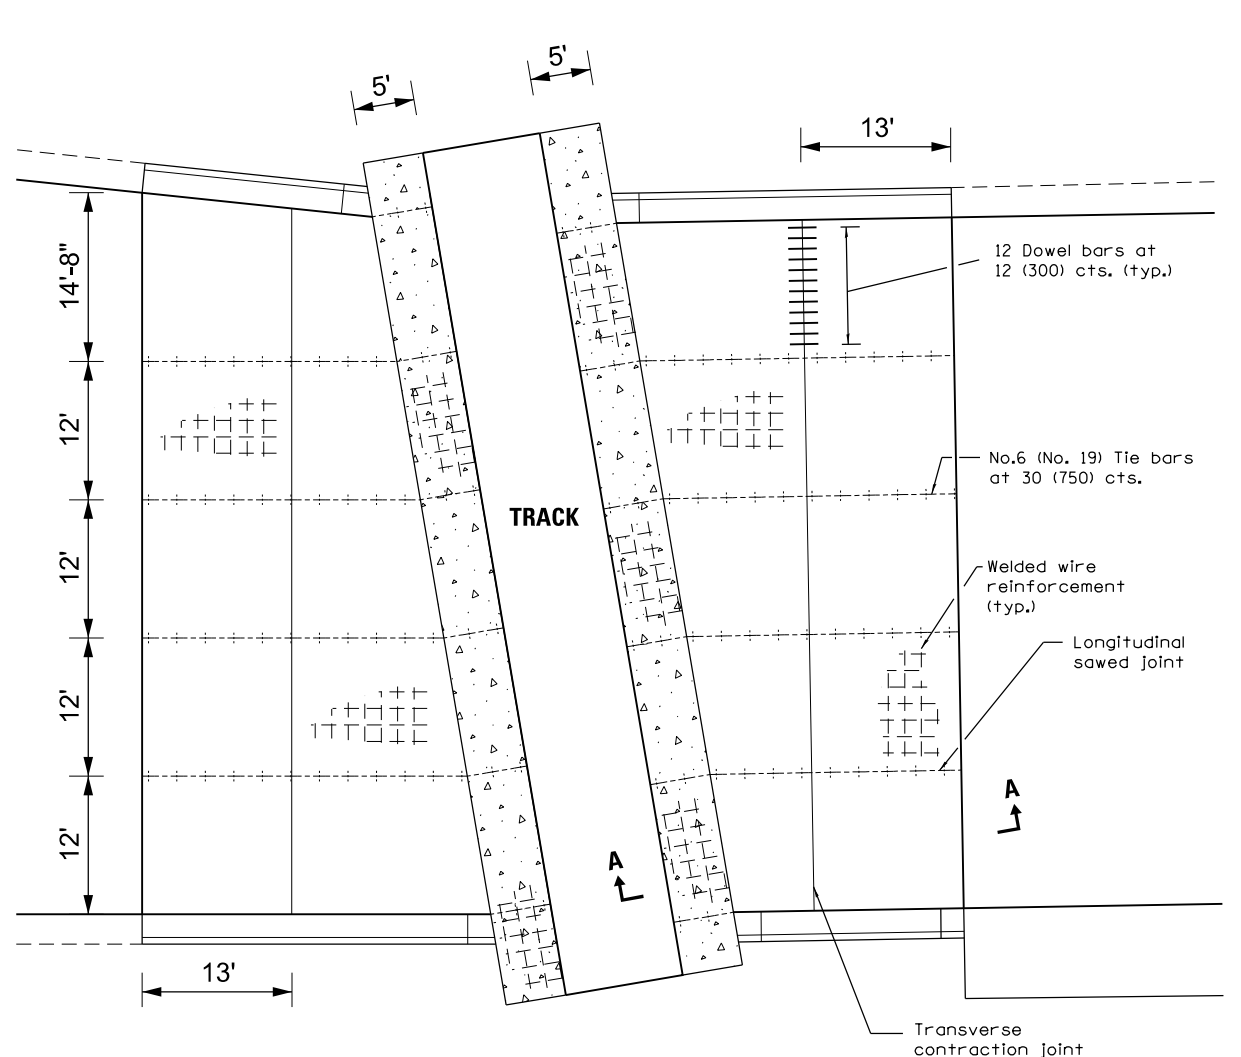 5'
5'
13'
14'-8"
12 Dowel bars at
12 (300) cts. (typ.)
12'
No.6 (No. 19) Tie bars
at 30 (750) cts.
TRACK
12'
Welded wire
reinforcement
(typ.)
Longitudinal
sawed joint
12'
A
12'
A
13'
Transverse
contraction joint